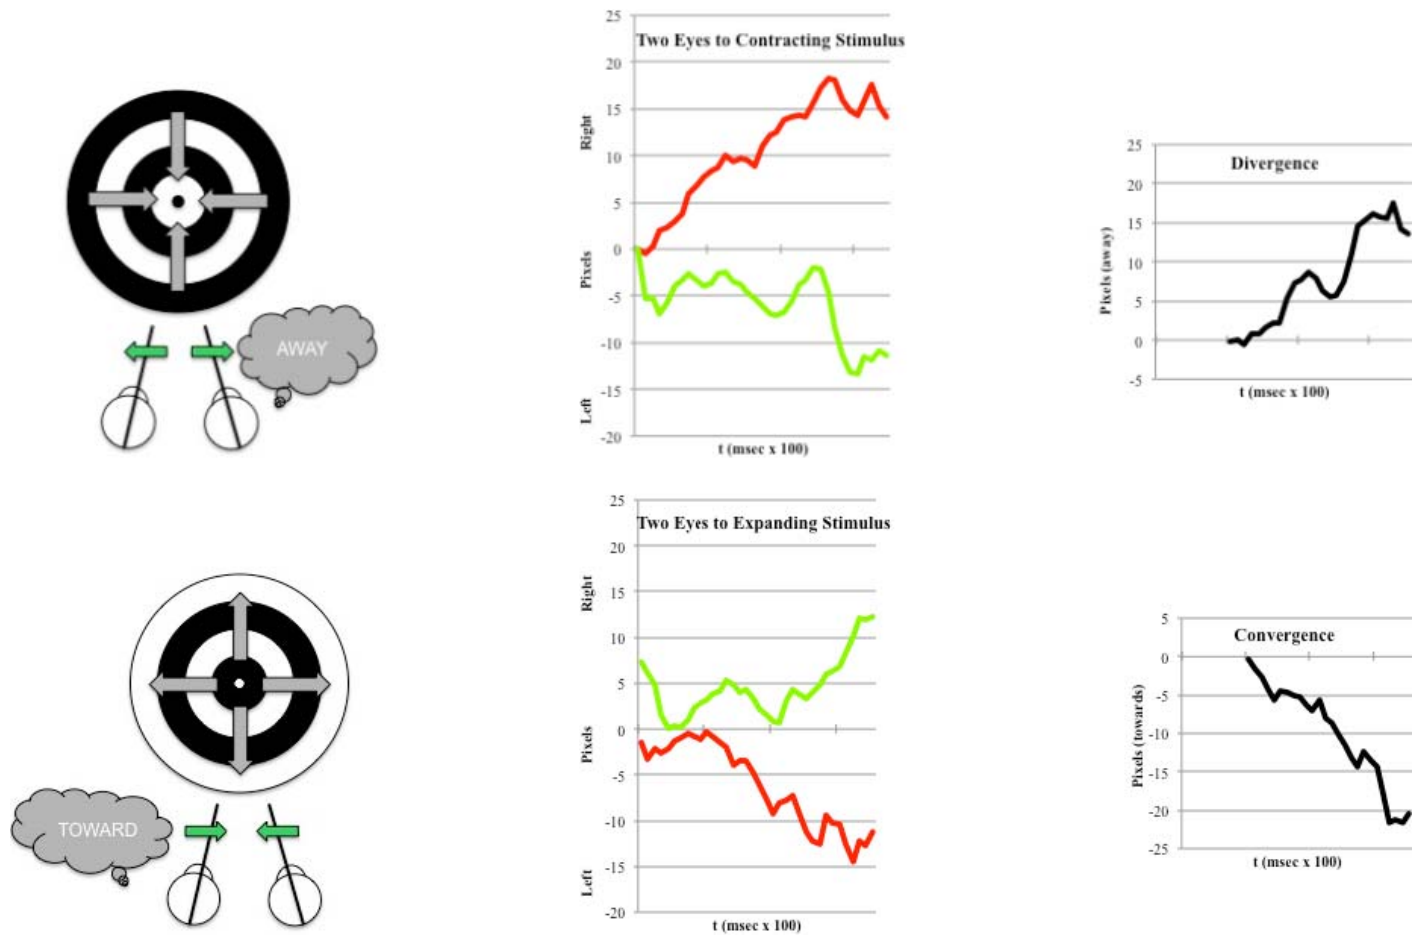 25
Two Eyes to Contracting Stimulus
20
15
10
5
0
-5
-10
-15
-20
Right
Pixels
Left
t (msec x 100)
AWAY
25
Divergence
20
15
10
5
0
-5
Pixels (away)
t (msec x 100)
25
Two Eyes to Expanding Stimulus
20
15
10
5
0
-5
-10
-15
-20
Right
Pixels
Left
t (msec x 100)
TOWARD
5
Convergence
0
-5
-10
-15
-20
-25
Pixels (towards)
t (msec x 100)